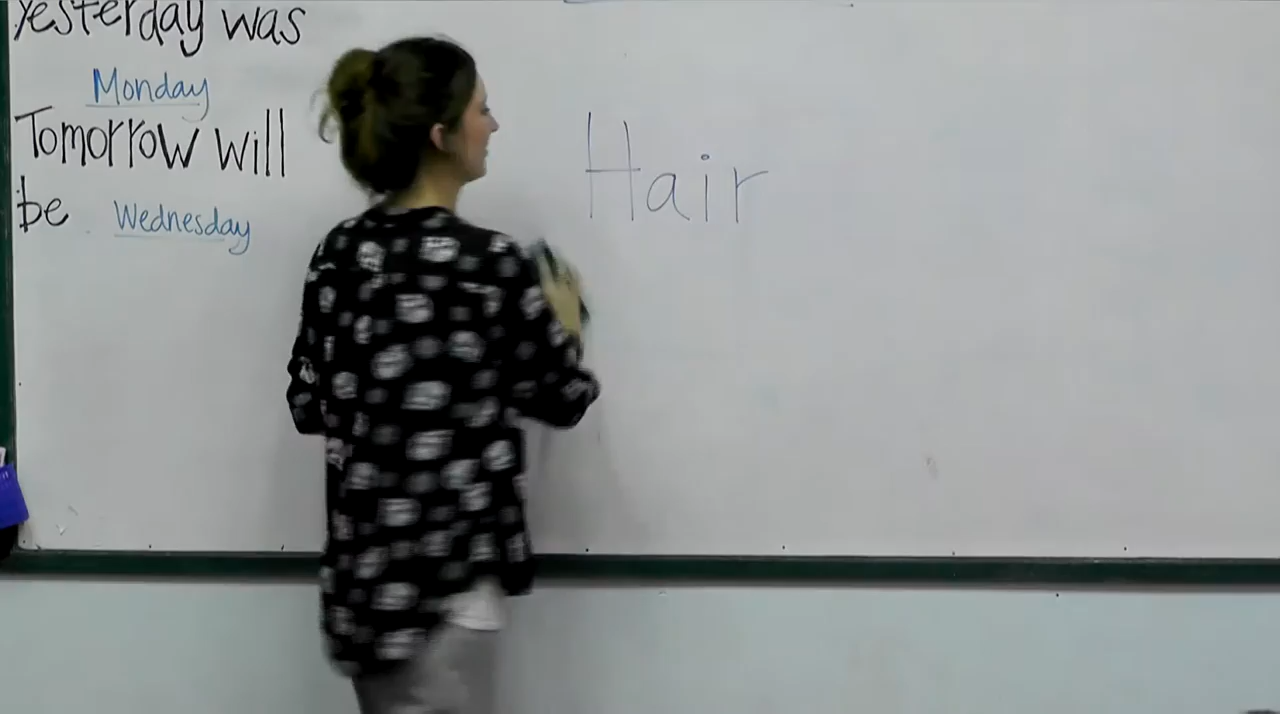 Yesterday was
Monday
Tomorrow will
be Wednesday
Hair